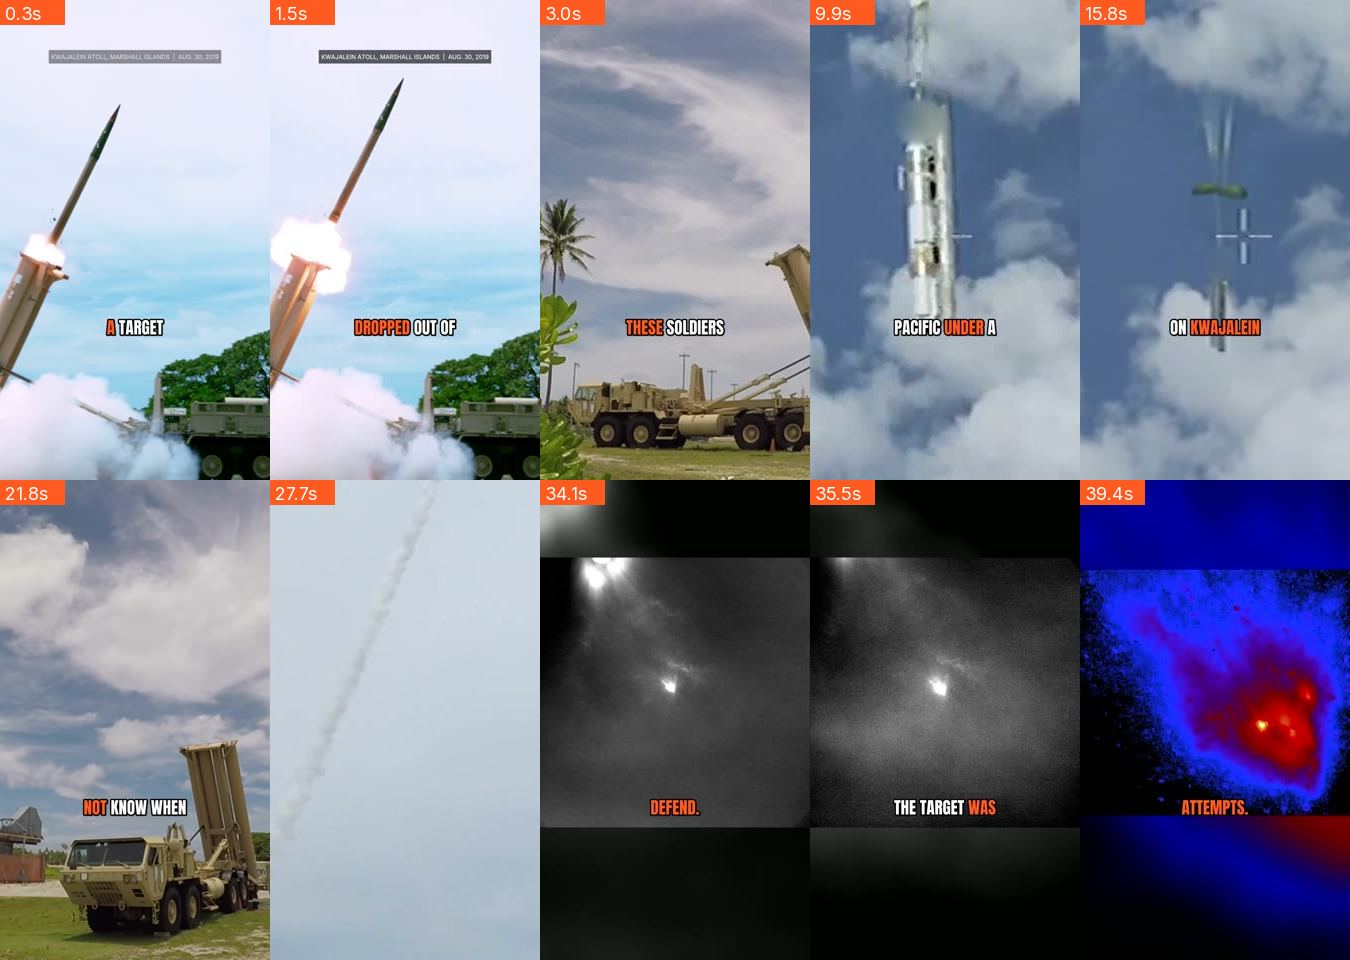 0.3s
KWAJALEIN ATOLL, MARSHALL ISLANDS | AUG. 30, 2019
A TARGET
1.5s
KWAJALEIN ATOLL, MARSHALL ISLANDS | AUG. 30, 2019
DROPPED OUT OF
3.0s
THESE SOLDIERS
9.9s
PACIFIC UNDER A
15.8s
ON KWAJALEIN
21.8s
NOT KNOW WHEN
27.7s
34.1s
DEFEND.
35.5s
THE TARGET WAS
39.4s
ATTEMPTS.